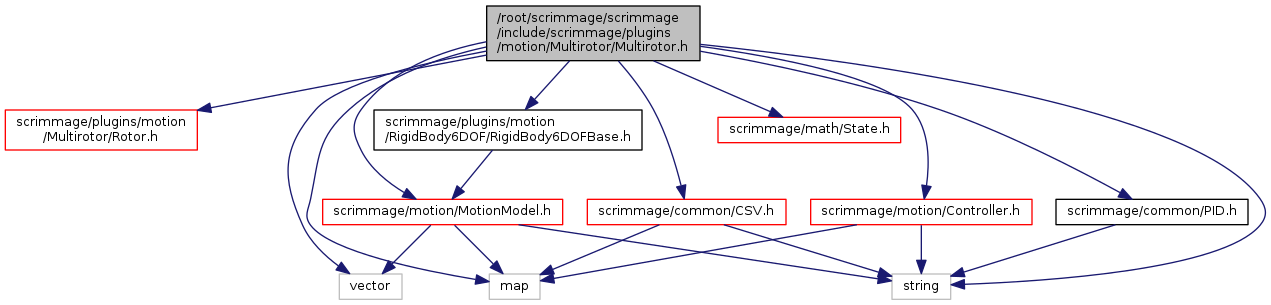 /root/scrimmage/scrimmage
/include/scrimmage/plugins
/motion/Multirotor/Multirotor.h
scrimmage/plugins/motion
/Multirotor/Rotor.h
scrimmage/plugins/motion
/RigidBody6DOF/RigidBody6DOFBase.h
scrimmage/math/State.h
scrimmage/motion/MotionModel.h
scrimmage/common/CSV.h
scrimmage/motion/Controller.h
scrimmage/common/PID.h
vector
map
string